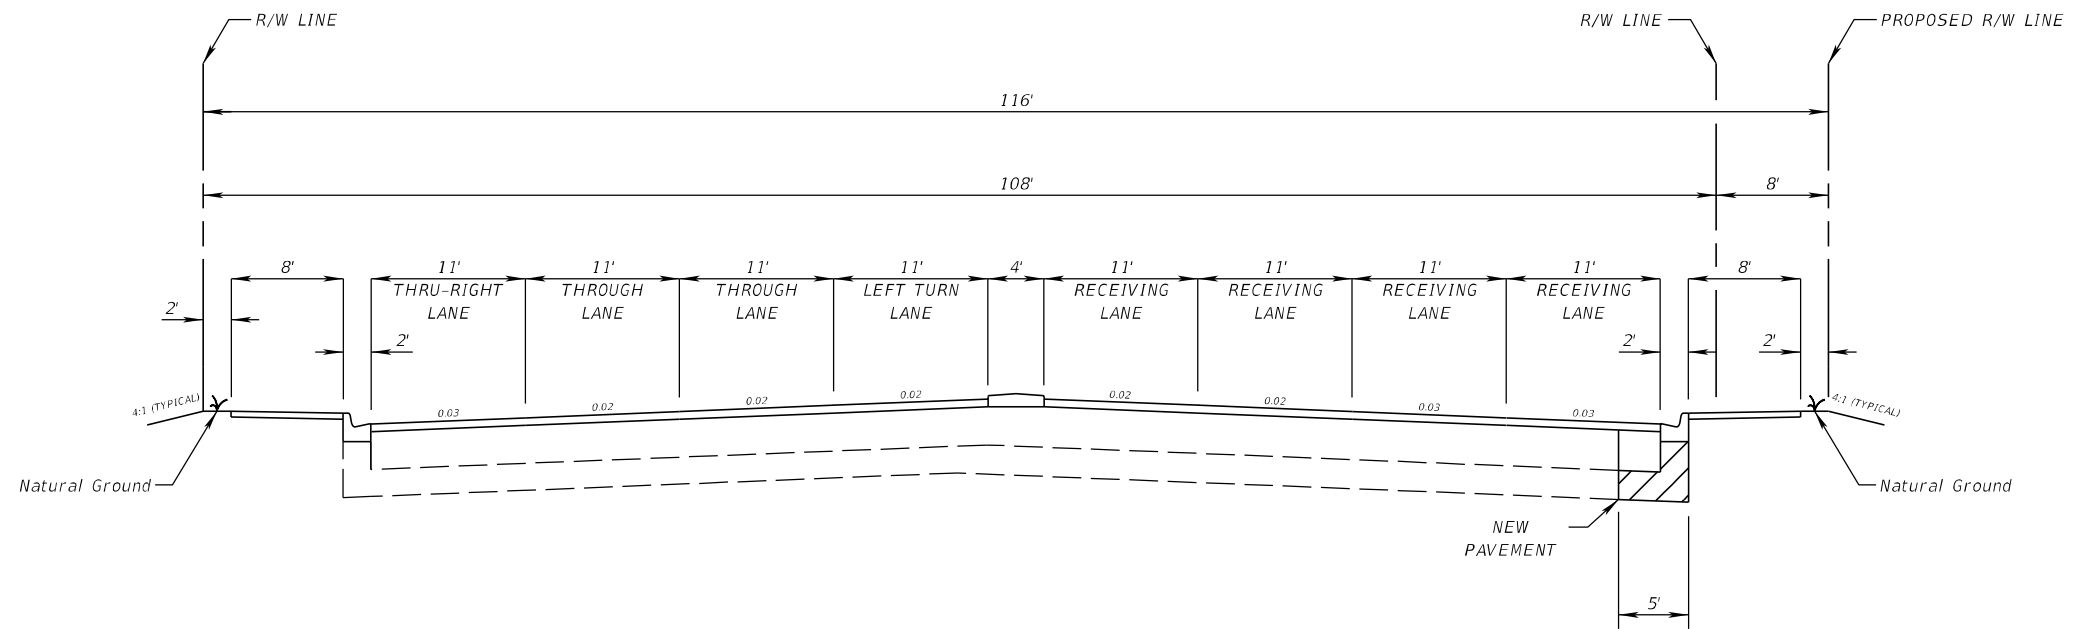 R/W LINE
R/W LINE
PROPOSED R/W LINE
116'
108'
8'
8'
11'
11'
11'
11'
4'
11'
11'
11'
11'
8'
THRU-RIGHT
LANE
THROUGH
LANE
THROUGH
LANE
LEFT TURN
LANE
RECEIVING
LANE
RECEIVING
LANE
RECEIVING
LANE
RECEIVING
LANE
2'
2'
2'
2'
4:1 (TYPICAL)
0.03
0.02
0.02
0.02
0.02
0.02
0.03
0.03
4:1 (TYPICAL)
Natural Ground
Natural Ground
NEW
PAVEMENT
5'